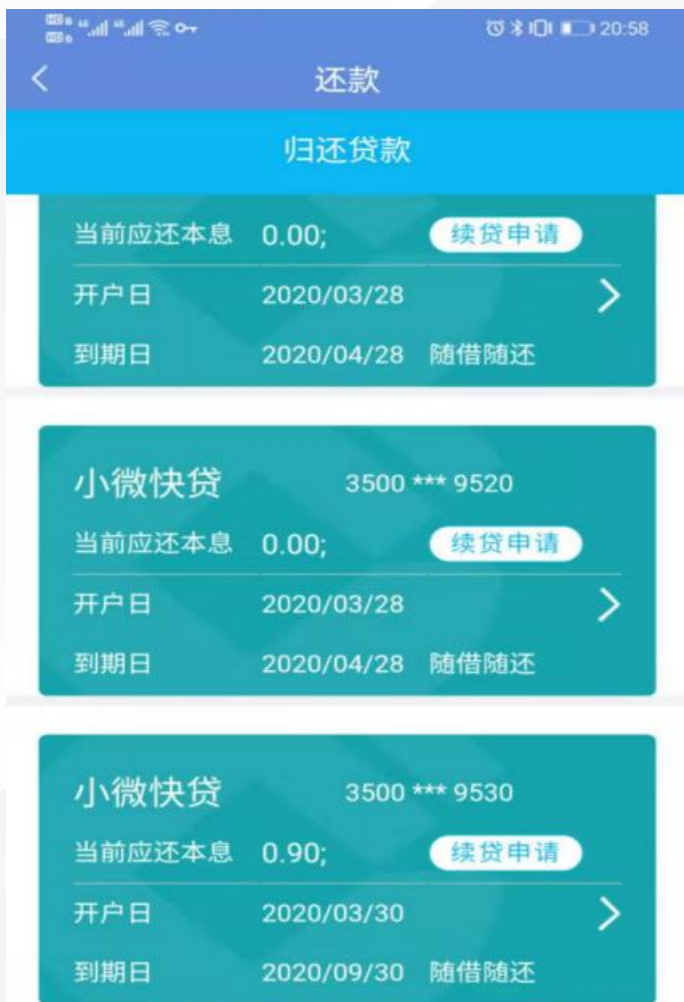 20:58
还款
归还贷款
当前应还本息 0.00; 续贷申请
开户日 2020/03/28
到期日 2020/04/28 随借随还
小微快贷 3500 *** 9520
当前应还本息 0.00; 续贷申请
开户日 2020/03/28
到期日 2020/04/28 随借随还
小微快贷 3500 *** 9530
当前应还本息 0.90; 续贷申请
开户日 2020/03/30
到期日 2020/09/30 随借随还